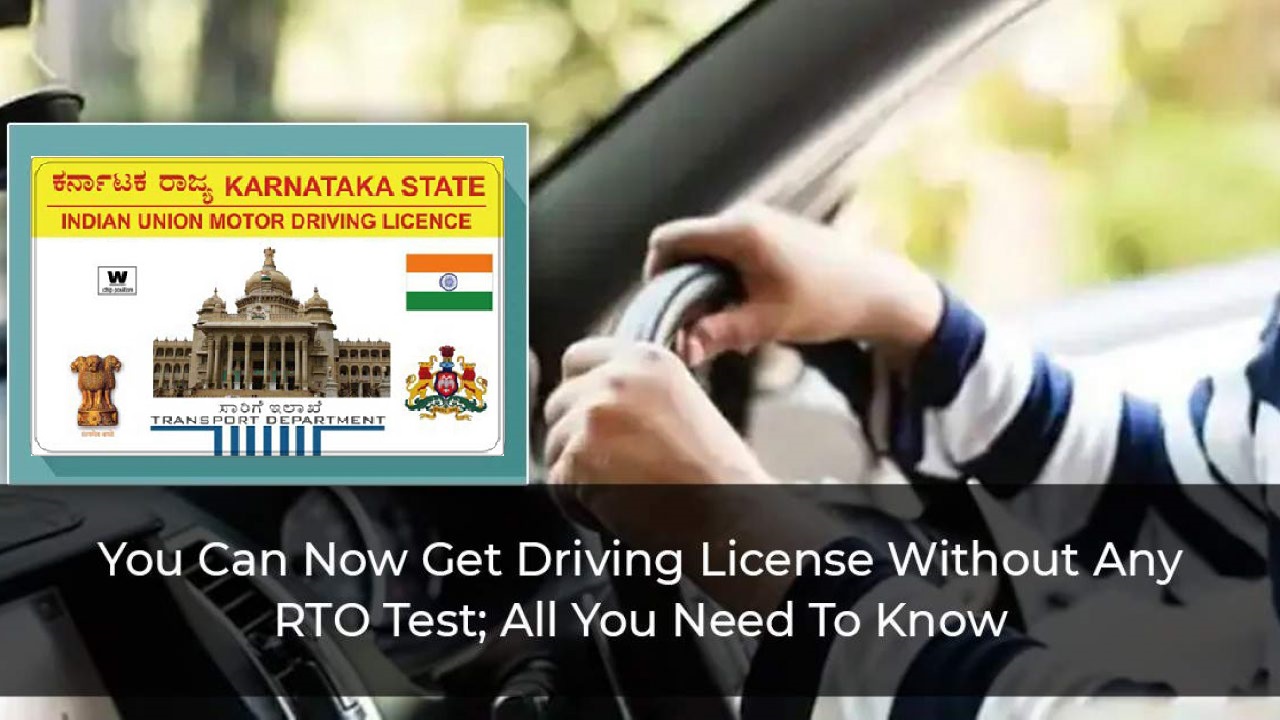 ಕರ್ನಾಟಕ ರಾಜ್ಯ KARNATAKA STATE
INDIAN UNION MOTOR DRIVING LICENCE
W
ಸಾರಿಗೆ ಇಲಾಖೆ
TRANSPORT DEPARTMENT
You Can Now Get Driving License Without Any
RTO Test; All You Need To Know